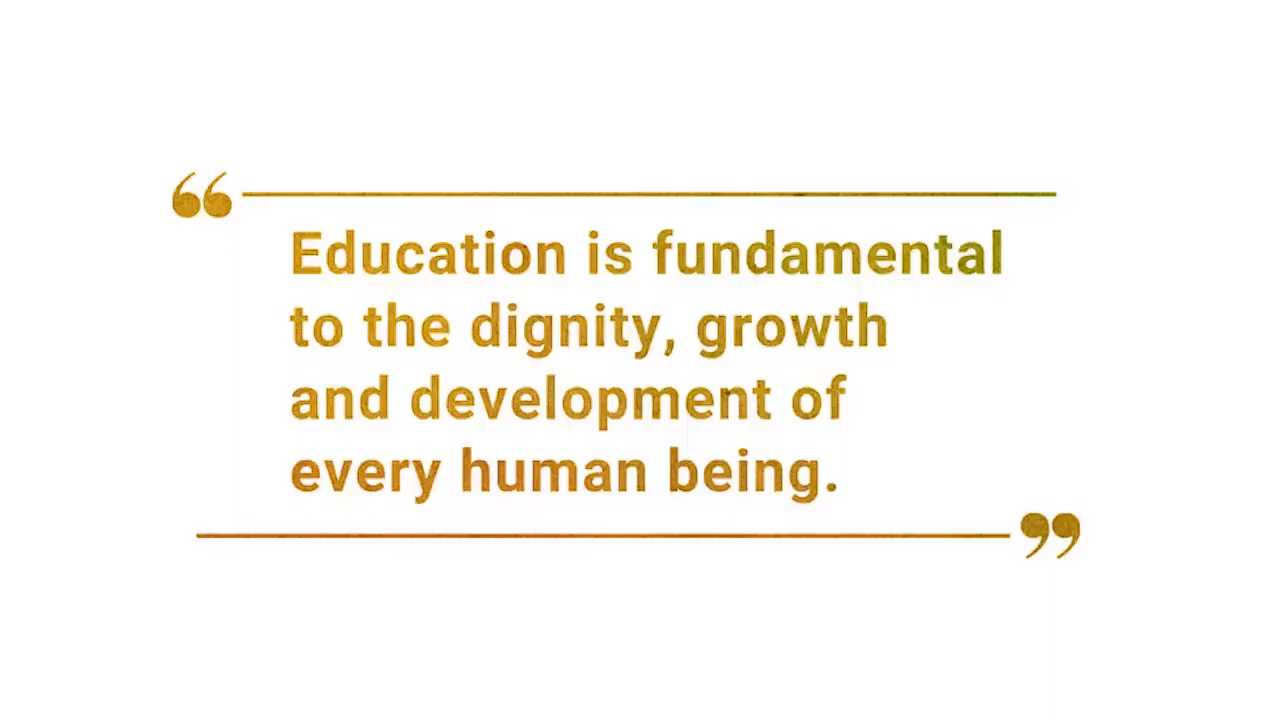 “
Education is fundamental
to the dignity, growth
and development of
every human being.
”